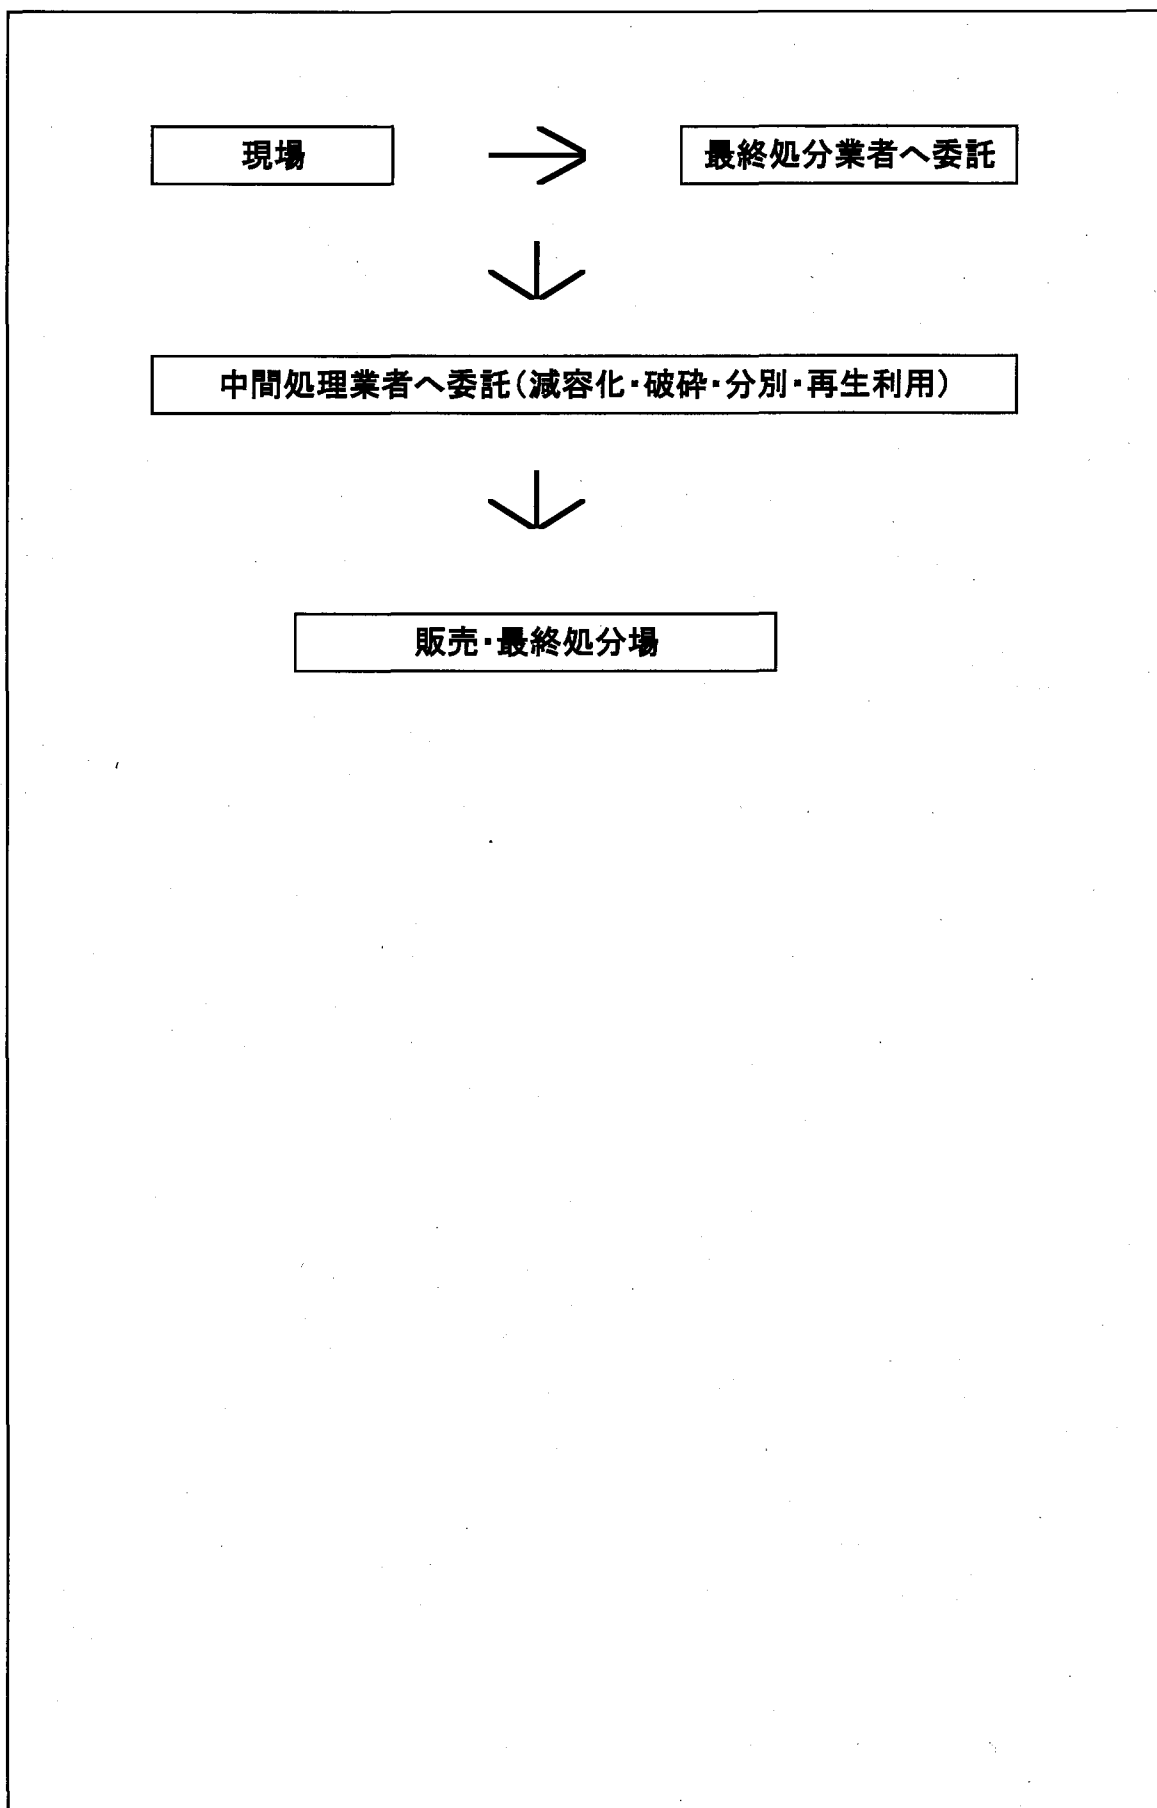 現場
最終処分業者へ委託
中間処理業者へ委託(減容化・破砕・分別・再生利用)
販売・最終処分場